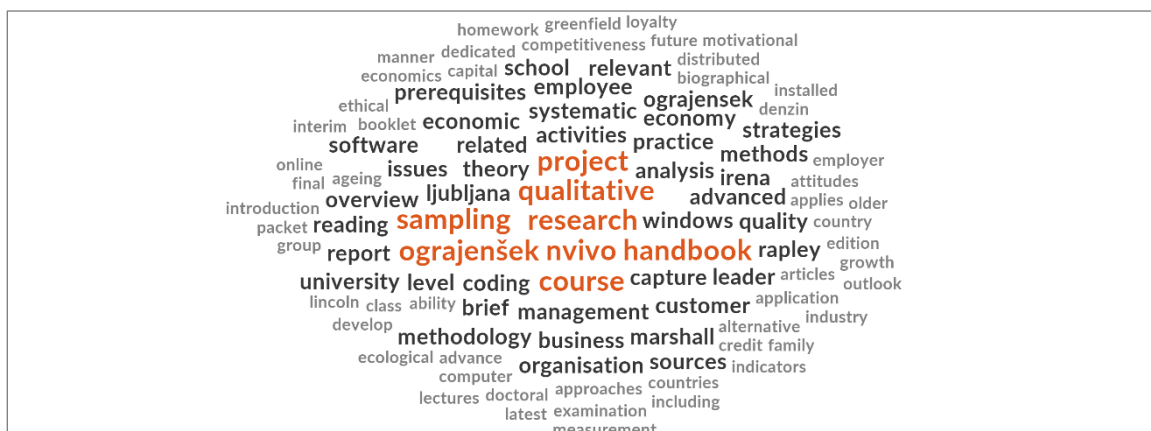 homework greenfield loyalty
manner dedicated competitiveness future motivational
economics capital school relevant distributed
prerequisites employee biographical installed
ethical systematic ograjensek denzin
interim booklet economic activities economy strategies
software related practice
online issues theory project analysis methods employer
final ageing qualitative irena attitudes
introduction overview ljubljana advanced applies older
packet reading sampling research windows quality country
group report ograjenšek nvivo handbook rapley edition
growth
university level coding course capture leader articles outlook
lincoln class ability brief management customer application
develop industry
methodology business marshall alternative
ecological advance organisation sources credit family
computer indicators
lectures doctoral approaches countries
latest examination including
measurement